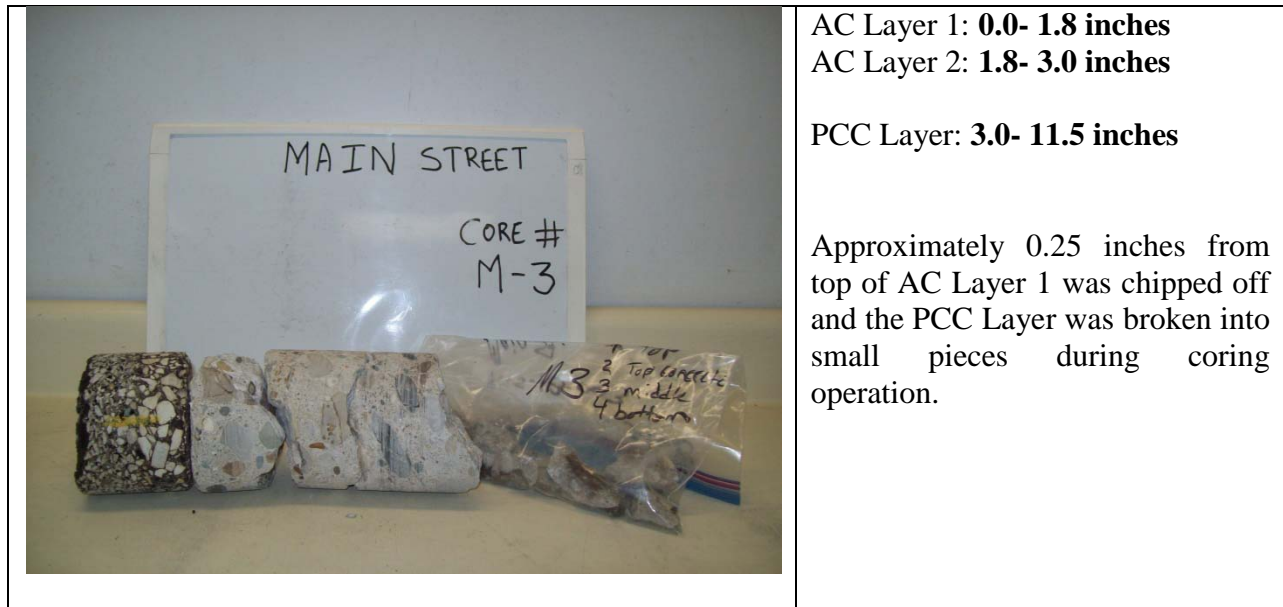 MAIN STREET
CORE #
M-3
TOP
M.3 2 Top concrete
3 middle
4 bottom
AC Layer 1: 0.0- 1.8 inches
AC Layer 2: 1.8- 3.0 inches
PCC Layer: 3.0- 11.5 inches
Approximately 0.25 inches from
top of AC Layer 1 was chipped off
and the PCC Layer was broken into
small pieces during coring
operation.